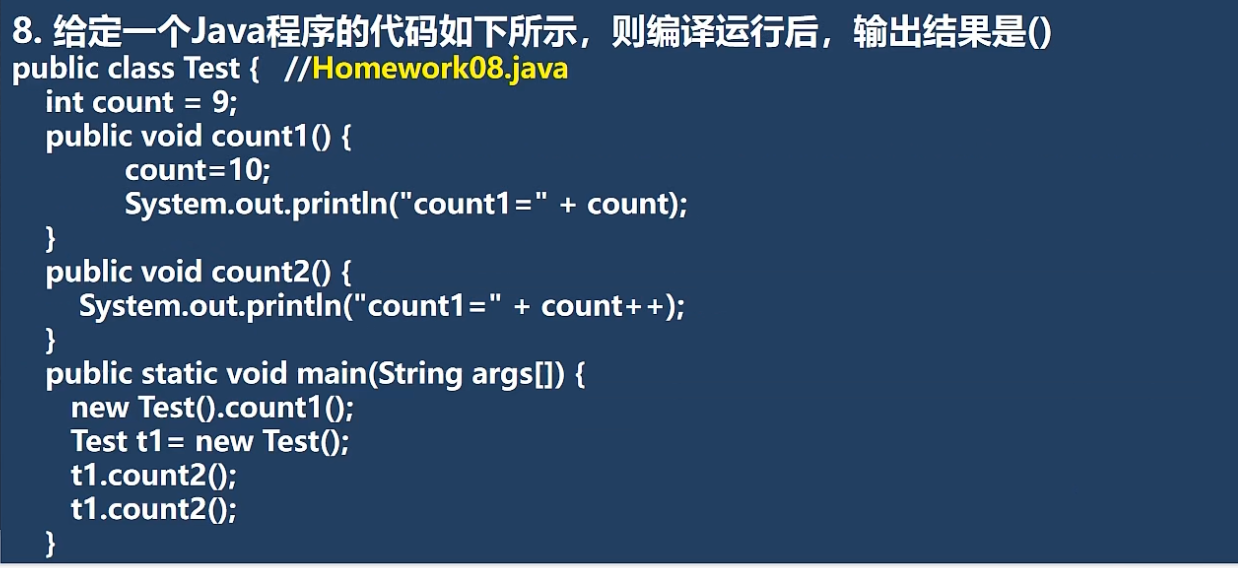 8. 给定一个Java程序的代码如下所示，则编译运行后，输出结果是()
public class Test {   //Homework08.java
int count = 9;
public void count1() {
count=10;
System.out.println("count1=" + count);
}
public void count2() {
System.out.println("count1=" + count++);
}
public static void main(String args[]) {
new Test().count1();
Test t1= new Test();
t1.count2();
t1.count2();
}